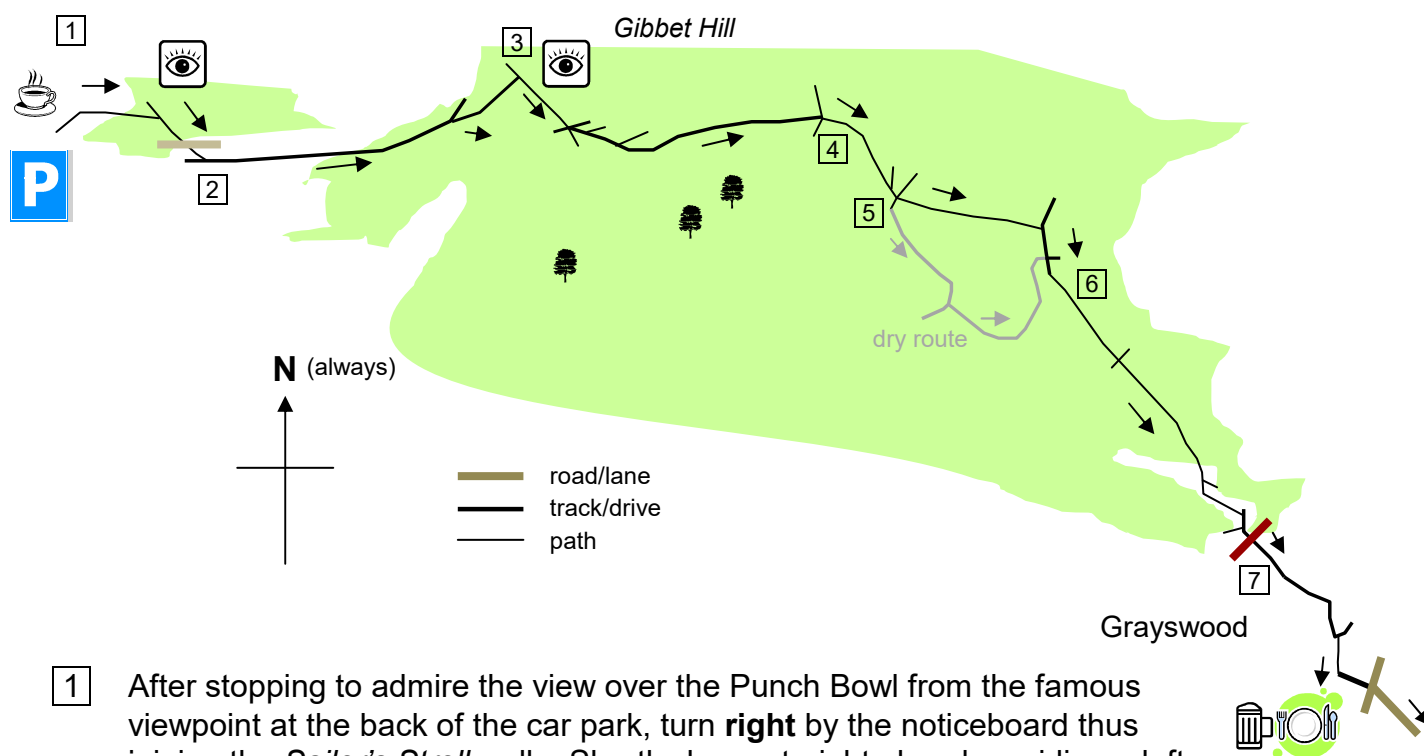 1
3
Gibbet Hill
P
2
4
5
6
dry route
N (always)
road/lane
track/drive
path
7
Grayswood
1 After stopping to admire the view over the Punch Bowl from the famous
viewpoint at the back of the car park, turn right by the noticeboard thus